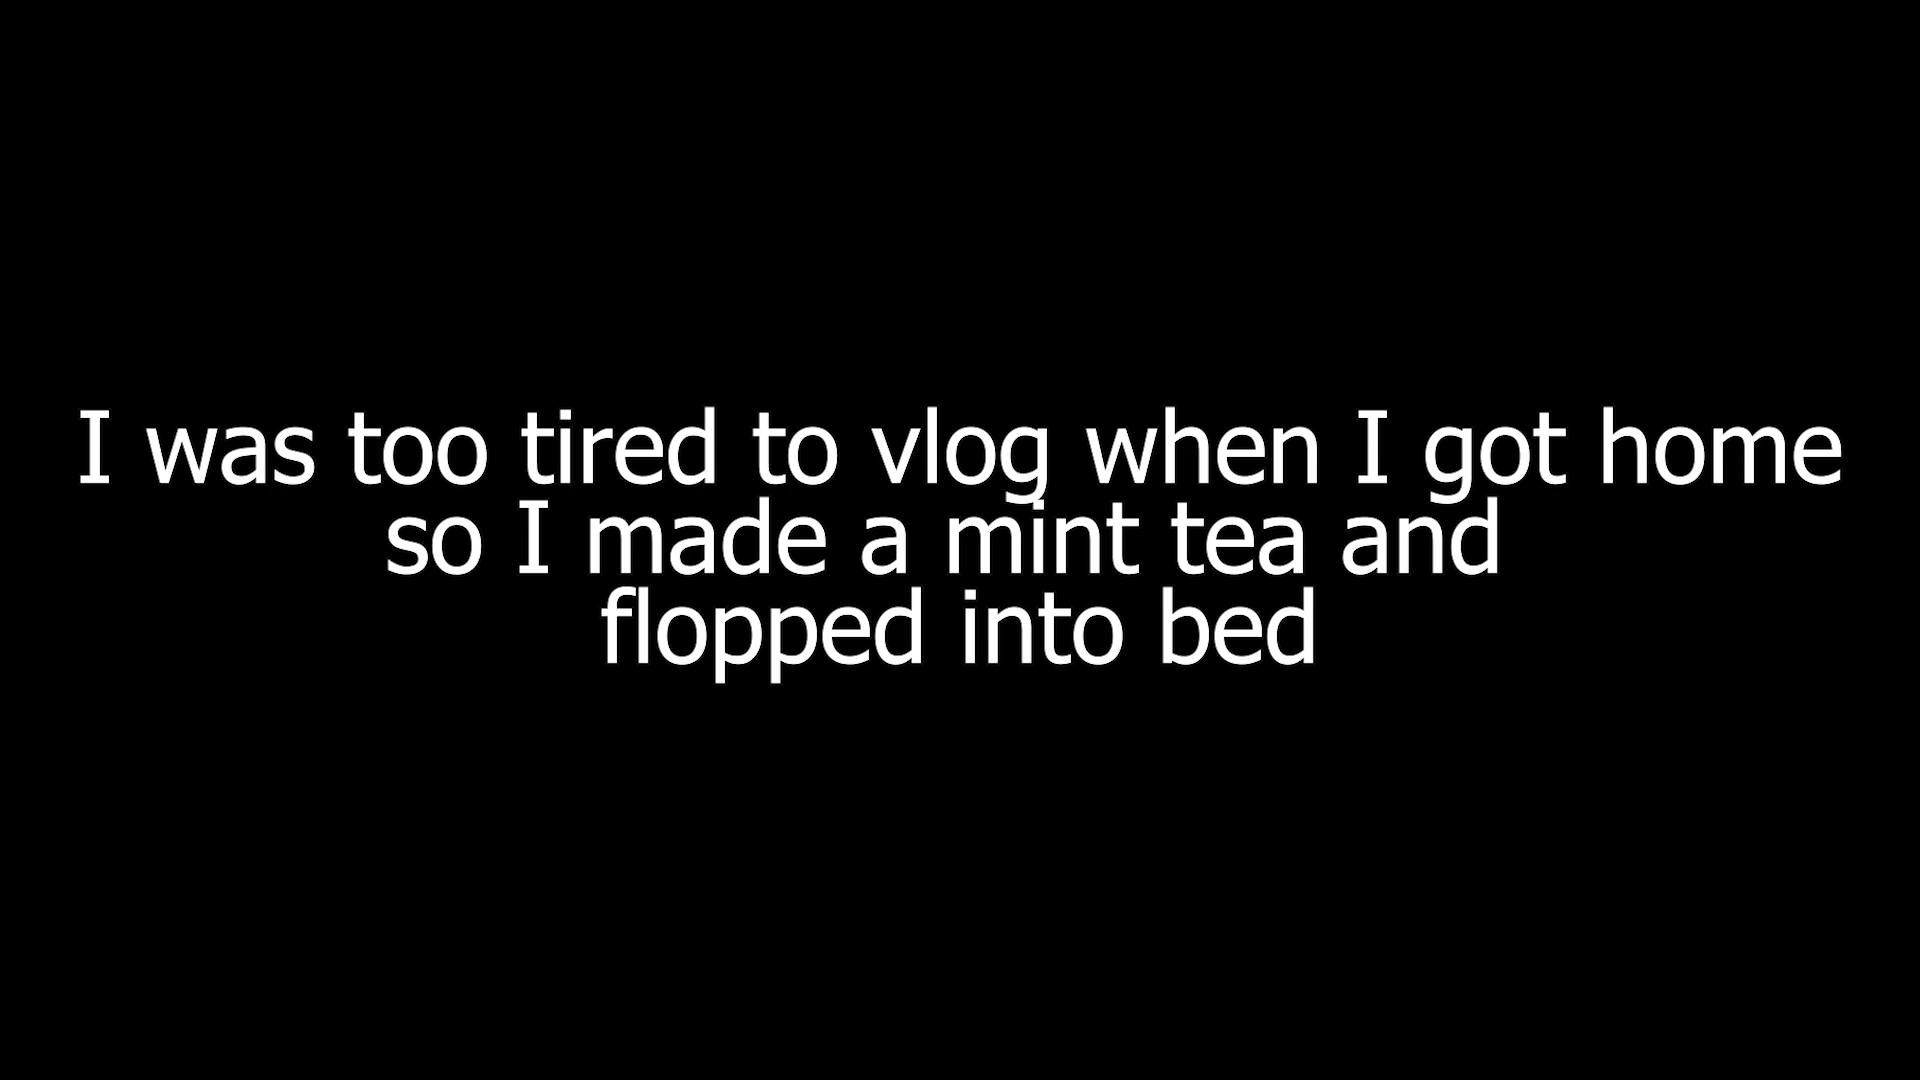 I was too tired to vlog when I got home
so I made a mint tea and
flopped into bed